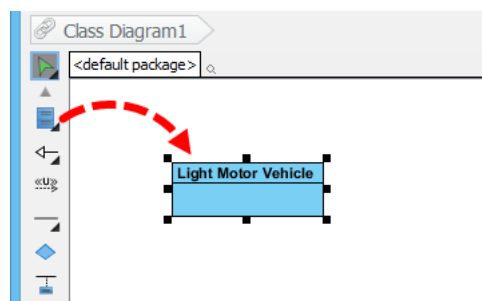 Class Diagram1
<default package>
Light Motor Vehicle
«U»